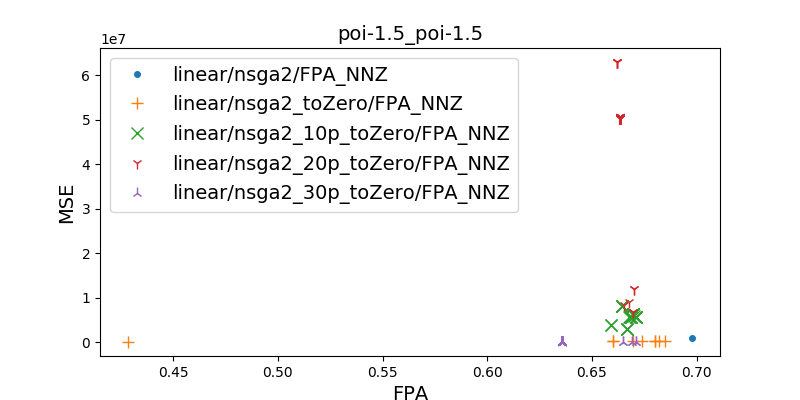 poi-1.5_poi-1.5
1e7
linear/nsga2/FPA_NNZ
linear/nsga2_toZero/FPA_NNZ
linear/nsga2_10p_toZero/FPA_NNZ
linear/nsga2_20p_toZero/FPA_NNZ
linear/nsga2_30p_toZero/FPA_NNZ
MSE
6
5
4
3
2
1
0
0.45 0.50 0.55 0.60 0.65 0.70
FPA